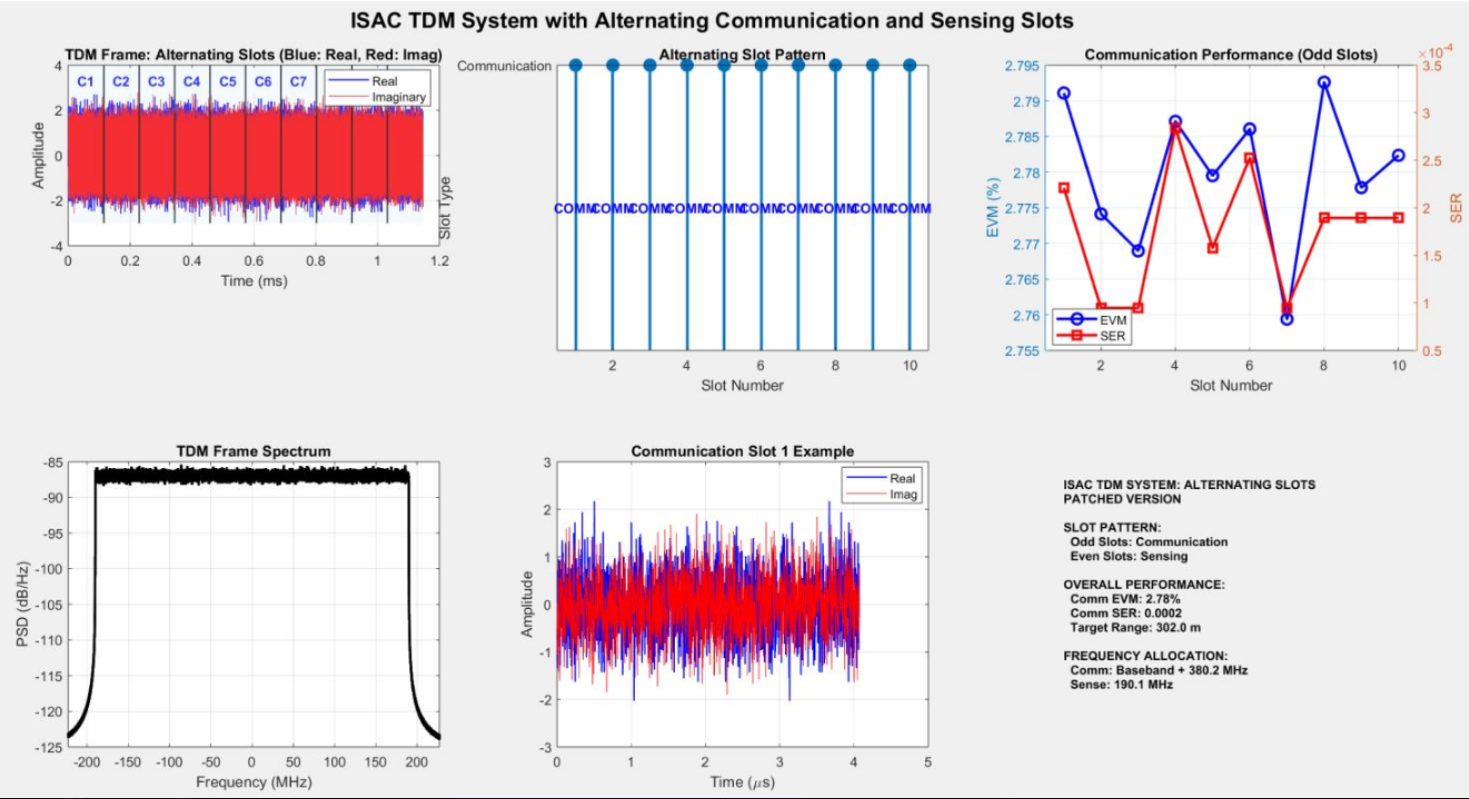 ISAC TDM System with Alternating Communication and Sensing Slots
TDM Frame: Alternating Slots (Blue: Real, Red: Imag)
C1 C2 C3 C4 C5 C6 C7
Real
Imaginary
4
2
0
-2
-4
Amplitude
0 0.2 0.4 0.6 0.8 1 1.2
Time (ms)
Alternating Slot Pattern
Communication
Slot Type
COMM COMM COMM COMM COMM COMM COMM COMM COMM COMM
2 4 6 8 10
Slot Number
Communication Performance (Odd Slots)
×10-4
2.795
2.79
2.785
2.78
2.775
2.77
2.765
2.76
2.755
EVM (%)
3.5
3
2.5
2
1.5
1
0.5
SER
EVM
SER
2 4 6 8 10
Slot Number
TDM Frame Spectrum
-85
-90
-95
-100
-105
-110
-115
-120
-125
PSD (dB/Hz)
-200 -150 -100 -50 0 50 100 150 200
Frequency (MHz)
Communication Slot 1 Example
Real
Imag
3
2
1
0
-1
-2
-3
Amplitude
0 1 2 3 4 5
Time (μs)
ISAC TDM SYSTEM: ALTERNATING SLOTS
PATCHED VERSION
SLOT PATTERN:
Odd Slots: Communication
Even Slots: Sensing
OVERALL PERFORMANCE:
Comm EVM: 2.78%
Comm SER: 0.0002
Target Range: 302.0 m
FREQUENCY ALLOCATION:
Comm: Baseband + 380.2 MHz
Sense: 190.1 MHz